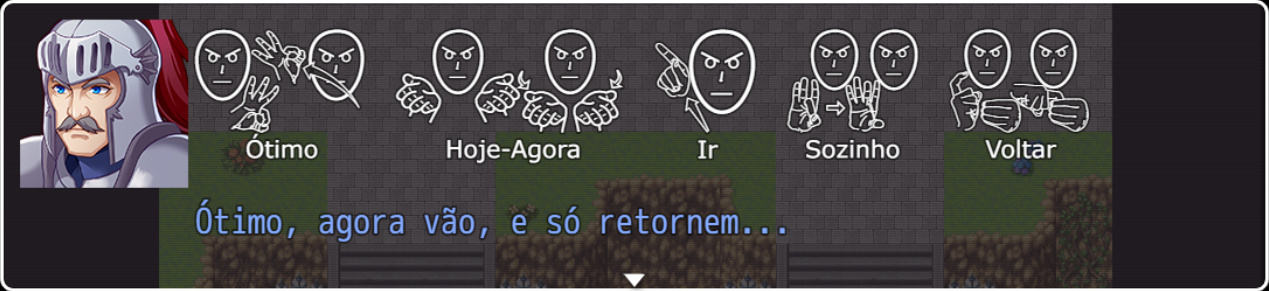 Ótimo Hoje-Agora Ir Sozinho Voltar
Ótimo, agora vão, e só retornem...